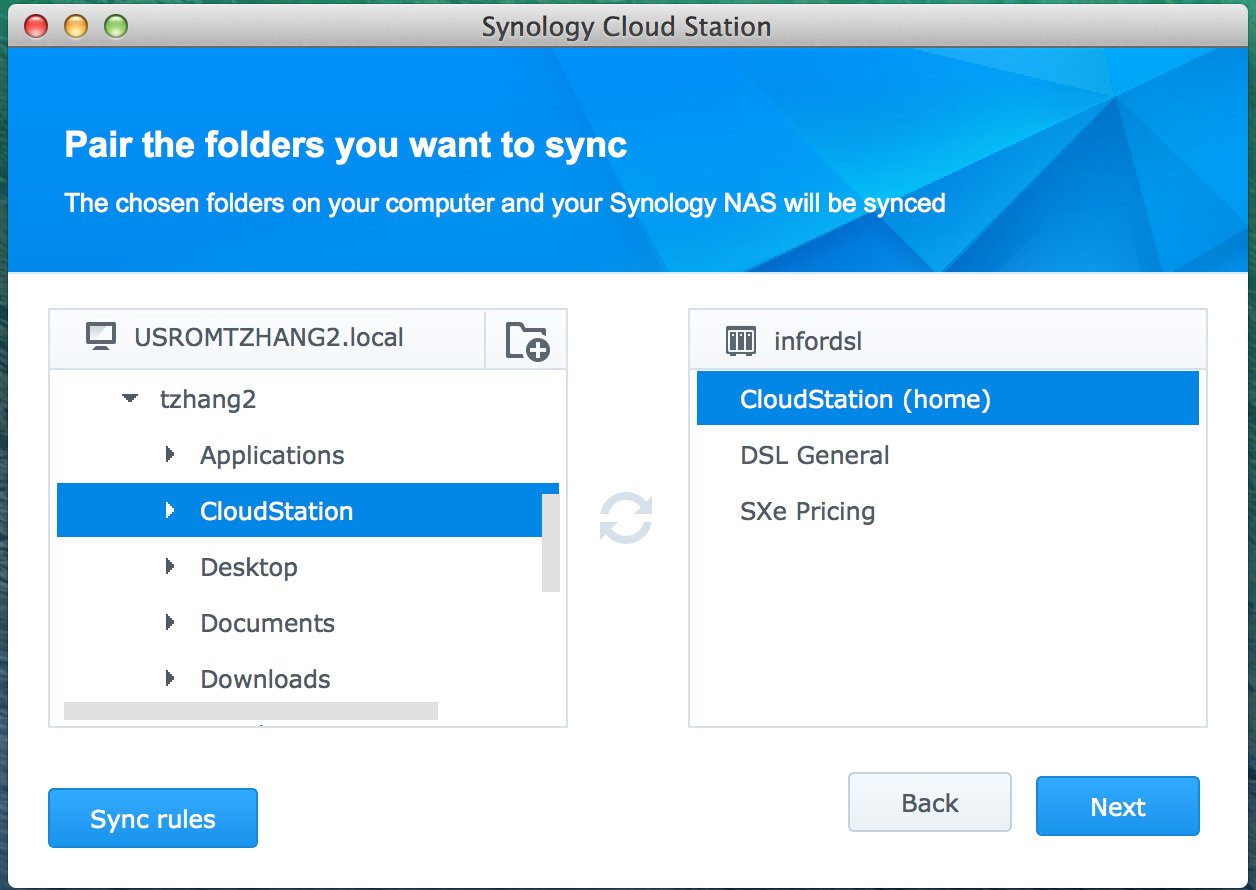 Synology Cloud Station
Pair the folders you want to sync
The chosen folders on your computer and your Synology NAS will be synced
USROMTZHANG2.local
tzhang2
Applications
CloudStation
Desktop
Documents
Downloads
infordsl
CloudStation (home)
DSL General
SXe Pricing
Sync rules
Back
Next